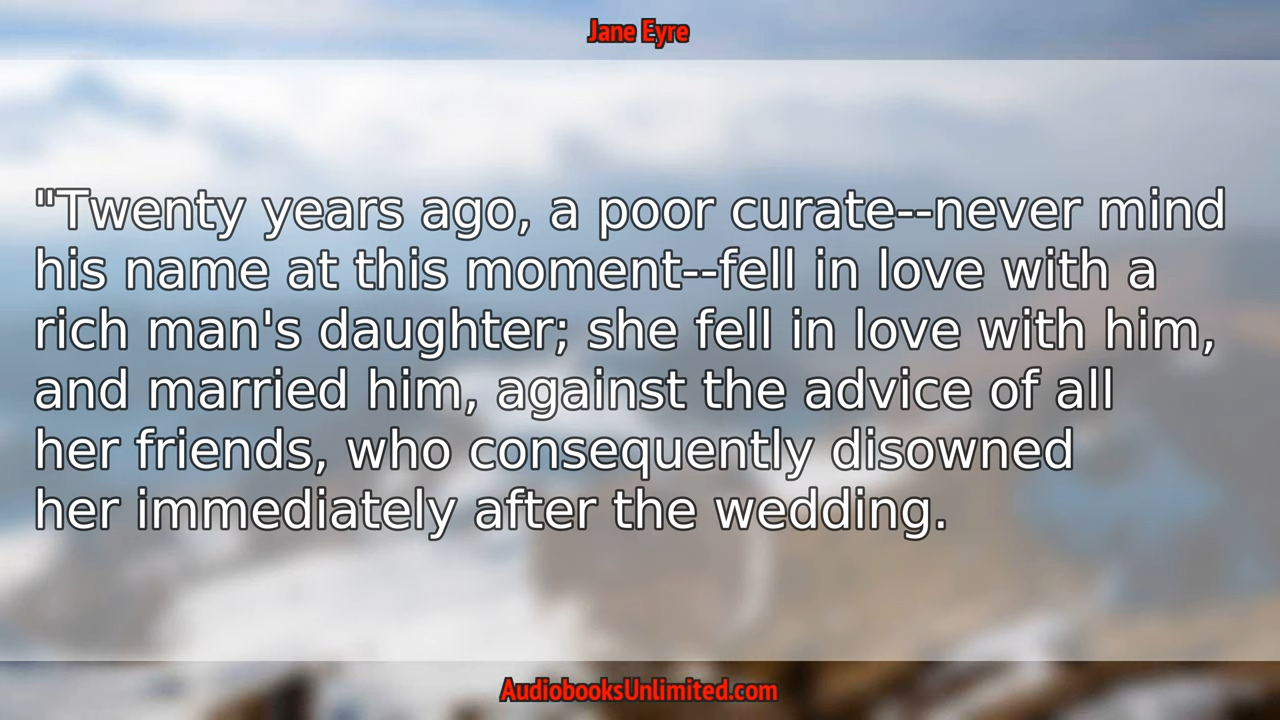 Jane Eyre
"Twenty years ago, a poor curate--never mind
his name at this moment--fell in love with a
rich man's daughter; she fell in love with him,
and married him, against the advice of all
her friends, who consequently disowned
her immediately after the wedding.
AudiobooksUnlimited.com